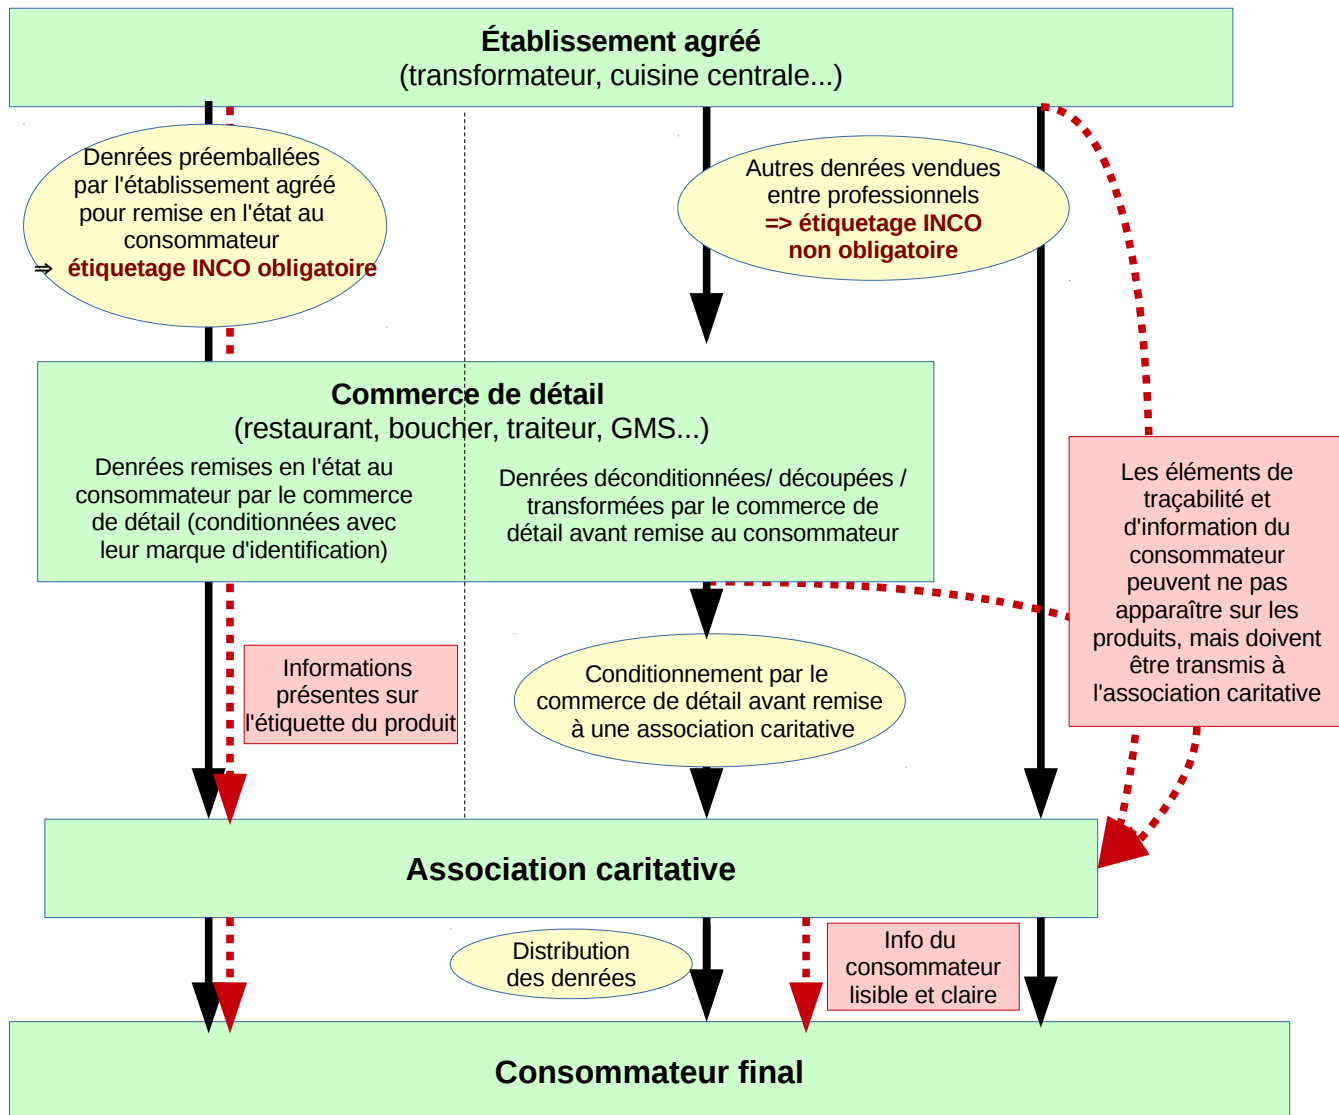 Établissement agréé
(transformateur, cuisine centrale...)
Denrées préemballées
par l'établissement agréé
pour remise en l'état au
consommateur
⇒ étiquetage INCO obligatoire
Autres denrées vendues
entre professionnels
=> étiquetage INCO
non obligatoire
Commerce de détail
(restaurant, boucher, traiteur, GMS...)
Denrées remises en l'état au
consommateur par le commerce
de détail (conditionnées avec
leur marque d'identification)
Denrées déconditionnées/ découpées /
transformées par le commerce de
détail avant remise au consommateur
Les éléments de
traçabilité et
d'information du
consommateur
peuvent ne pas
apparaître sur les
produits, mais doivent
être transmis à
l'association caritative
Informations
présentes sur
l'étiquette du produit
Conditionnement par le
commerce de détail avant remise
à une association caritative
Association caritative
Distribution
des denrées
Info du
consommateur
lisible et claire
Consommateur final